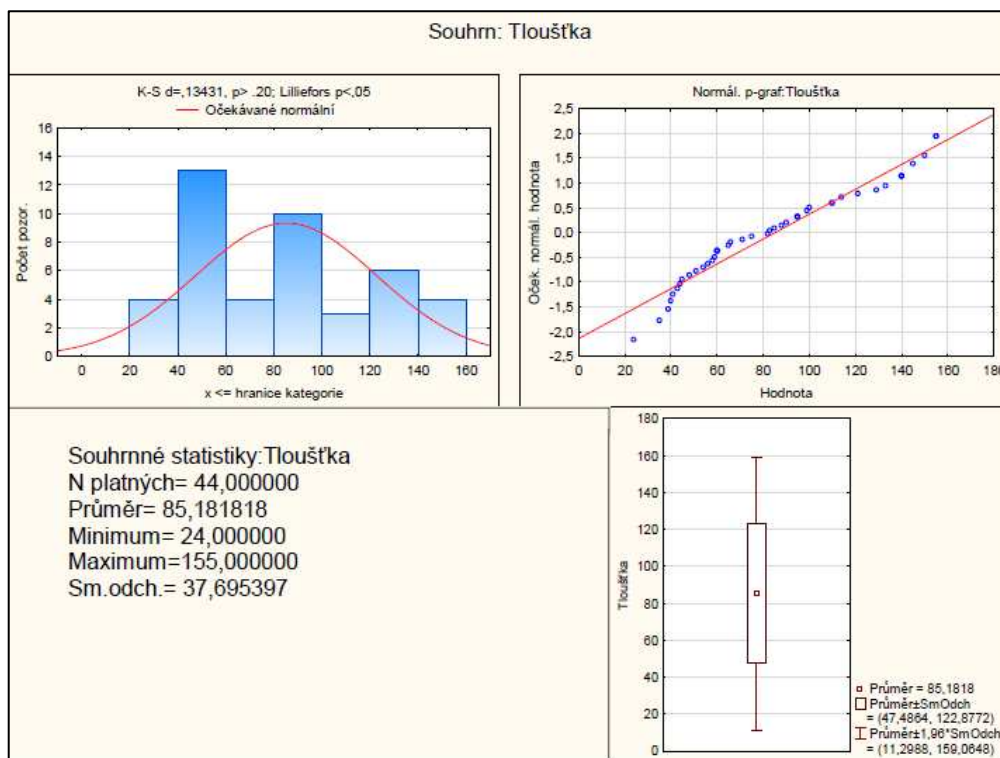 Souhrn: Tloušťka
K-S d=,13431, p> .20; Lilliefors p<,05
Očekávané normální
16
14
12
10
8
6
4
2
0
Počet pozor.
0 20 40 60 80 100 120 140 160
x <= hranice kategorie
Normál. p-graf:Tloušťka
2,5
2,0
1,5
1,0
0,5
0,0
-0,5
-1,0
-1,5
-2,0
-2,5
Oček. normál. hodnota
0 20 40 60 80 100 120 140 160 180
Hodnota
Souhrnné statistiky:Tloušťka
N platných= 44,000000
Průměr= 85,181818
Minimum= 24,000000
Maximum=155,000000
Sm.odch.= 37,695397
180
160
140
120
100
80
60
40
20
0
Tloušťka
Průměr = 85,1818
Průměr±SmOdch
= (47,4864, 122,8772)
Průměr±1,96*SmOdch
= (11,2988, 159,0648)